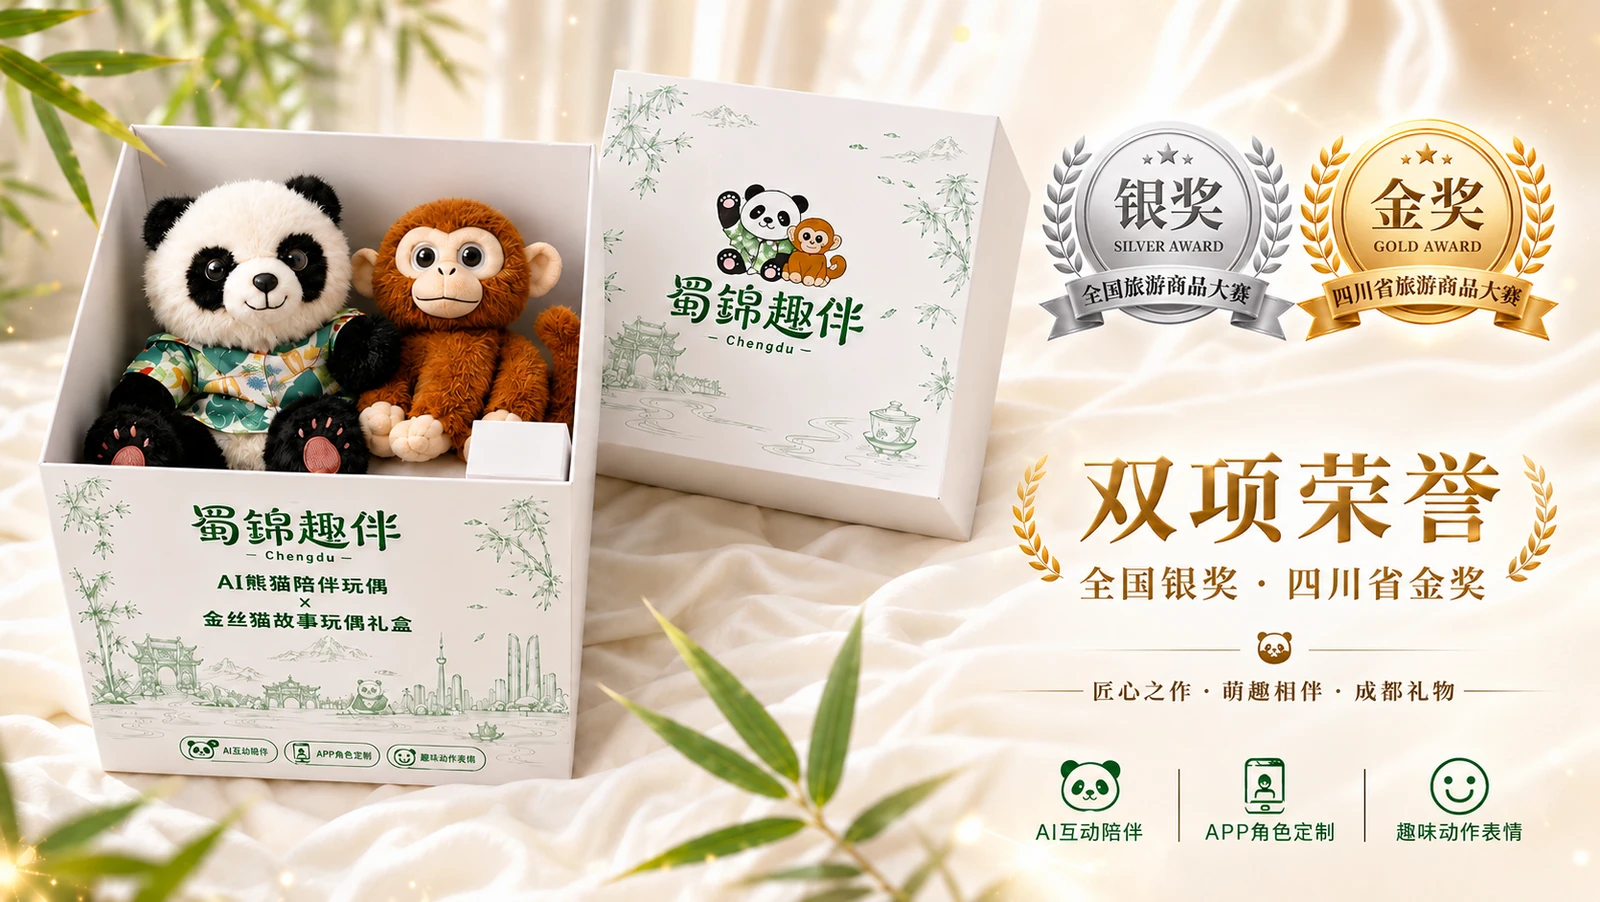 蜀錦趣伴
Chengdu
AI熊猫陪伴玩偶
×
金丝猫故事玩偶礼盒
AI互动陪伴
APP角色定制
趣味动作表情
蜀錦趣伴
Chengdu
银奖
SILVER AWARD
全国旅游商品大赛
金奖
GOLD AWARD
四川省旅游商品大赛
双项荣誉
全国银奖·四川省金奖
匠心之作·萌趣相伴·成都礼物
AI互动陪伴
APP角色定制
趣味动作表情